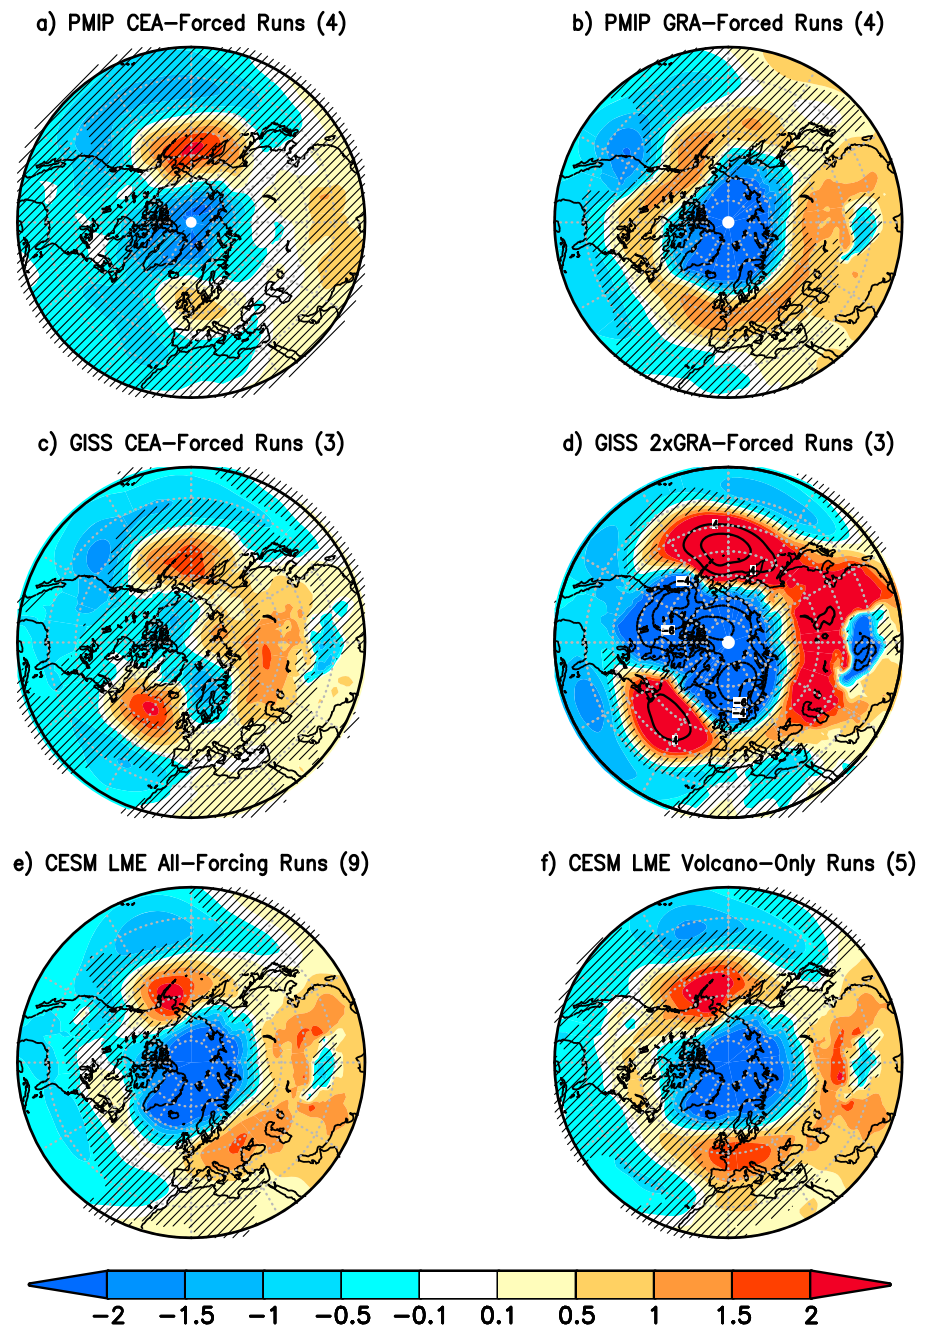 a) PMIP CEA-Forced Runs (4)
b) PMIP GRA-Forced Runs (4)
c) GISS CEA-Forced Runs (3)
d) GISS 2xGRA-Forced Runs (3)
-4
-6
-6
-4
4
e) CESM LME All-Forcing Runs (9)
f) CESM LME Volcano-Only Runs (5)
-2 -1.5 -1 -0.5 -0.1 0.1 0.5 1 1.5 2